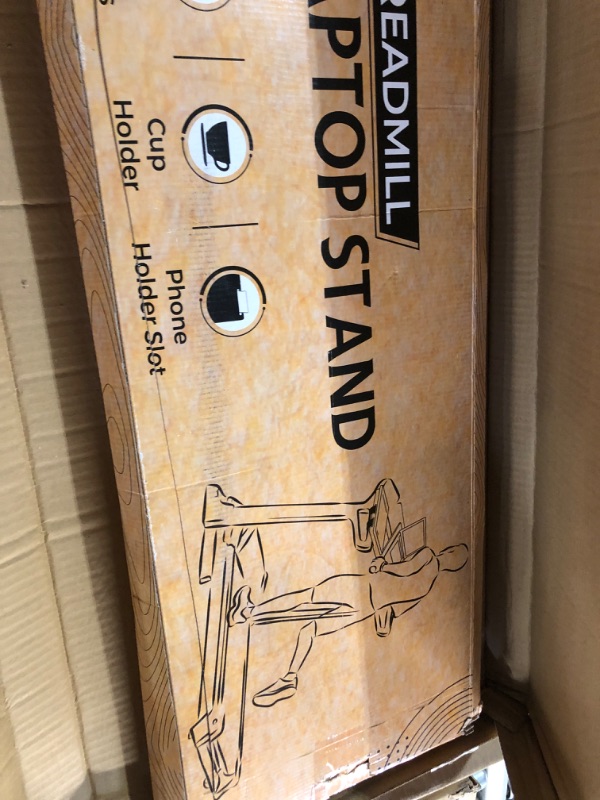 READMILL
APTOP STAND
S
Cup
Holder
Phone
Holder Slot